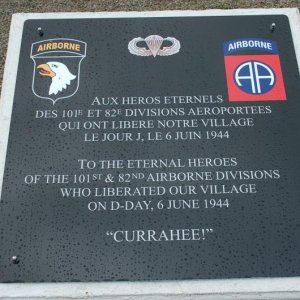 AIRBORNE
AIRBORNE
AA
AUX HEROS ETERNELS
DES 101E ET 82E DIVISIONS AEROPORTEES
QUI ONT LIBERE NOTRE VILLAGE
LE JOUR J, LE 6 JUIN 1944
TO THE ETERNAL HEROES
OF THE 101ST & 82ND AIRBORNE DIVISIONS
WHO LIBERATED OUR VILLAGE
ON D-DAY, 6 JUNE 1944
"CURRAHEE!"